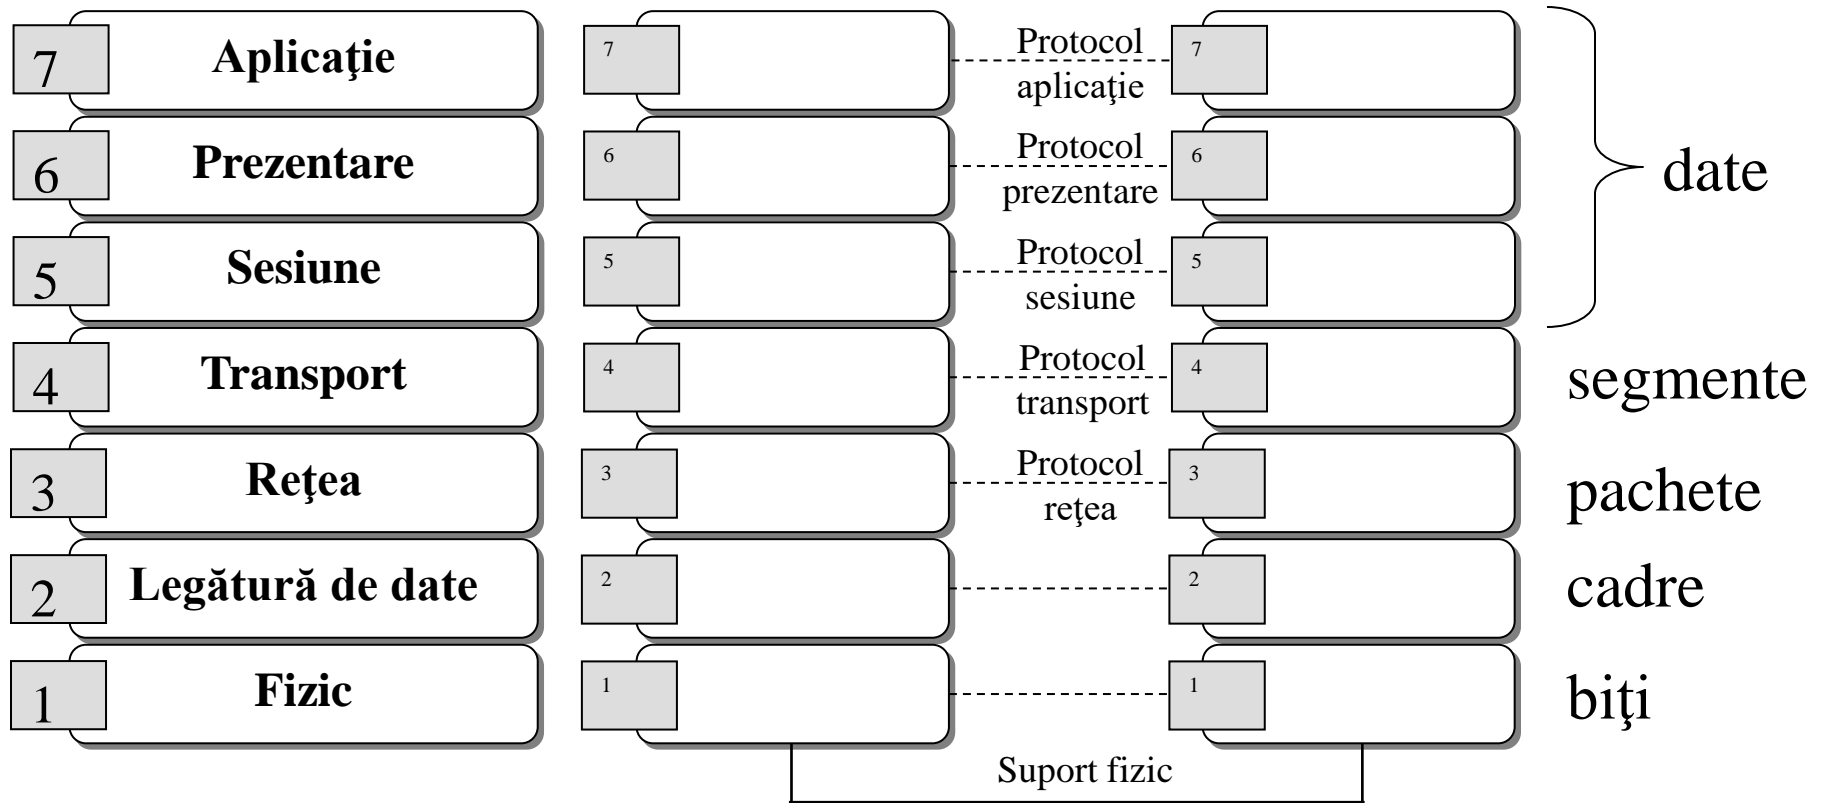 7 Aplicaţie 7 Protocol aplicaţie 7
6 Prezentare 6 Protocol prezentare 6 date
5 Sesiune 5 Protocol sesiune 5
4 Transport 4 Protocol transport 4 segmente
3 Reţea 3 Protocol reţea 3 pachete
2 Legătură de date 2 2 cadre
1 Fizic 1 1 biţi
Suport fizic